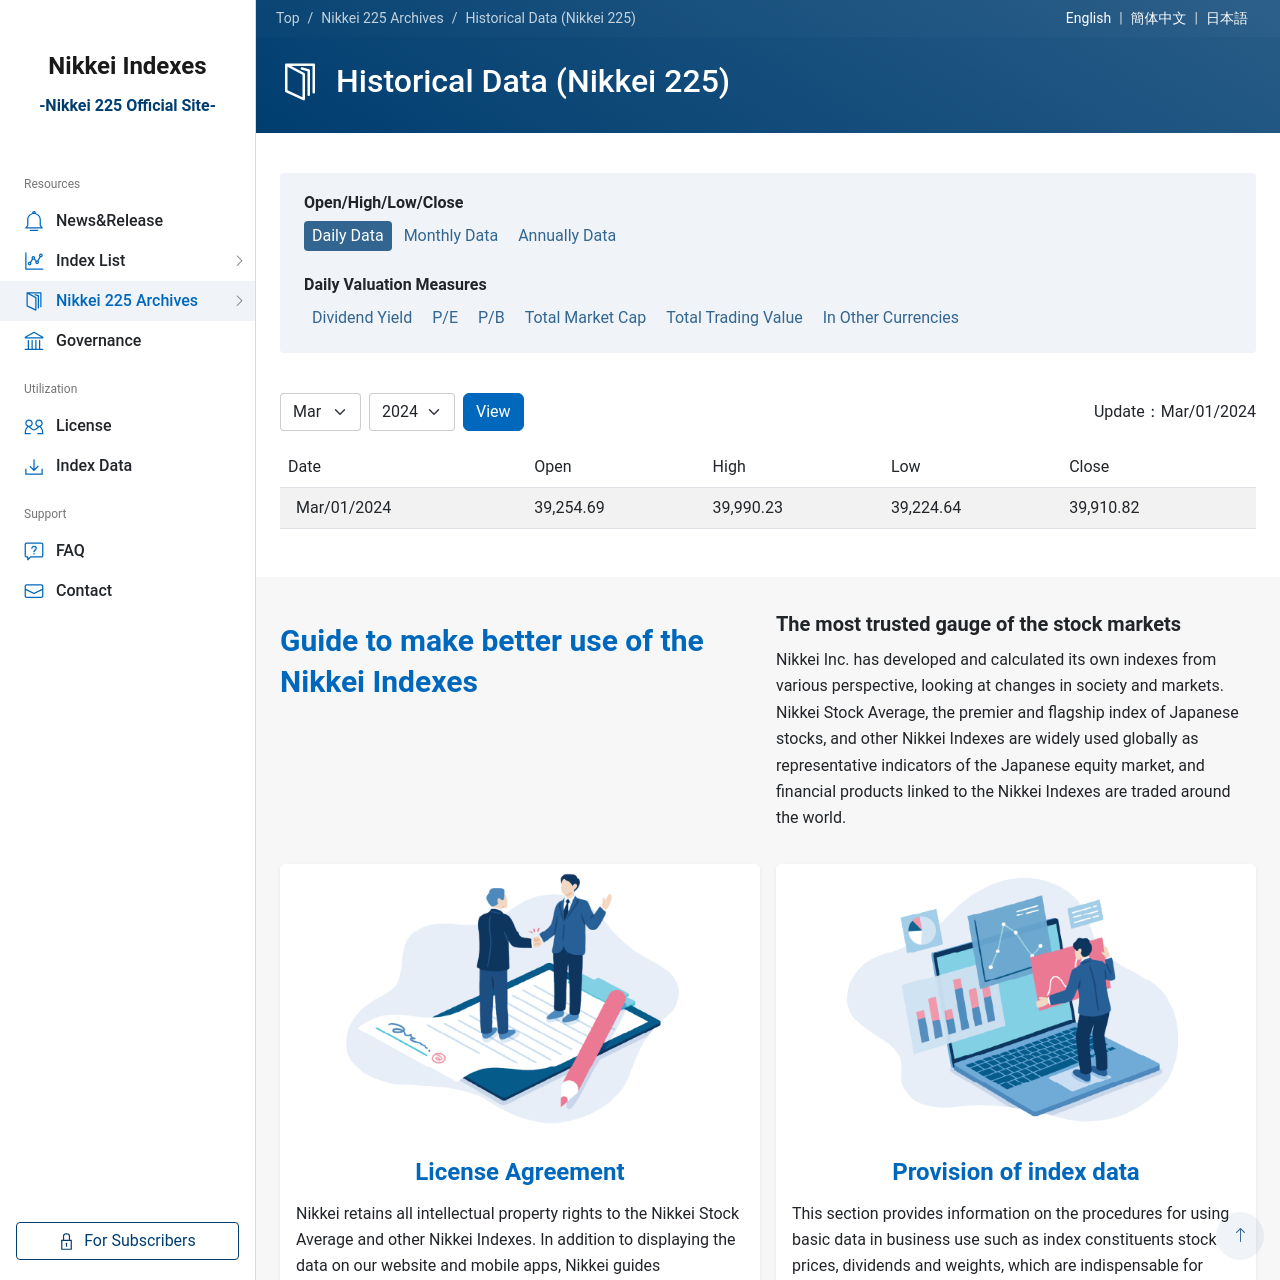 Nikkei Indexes
-Nikkei 225 Official Site-
Resources
News&Release
Index List
Nikkei 225 Archives
Governance
Utilization
License
Index Data
Support
FAQ
Contact
For Subscribers
Top / Nikkei 225 Archives / Historical Data (Nikkei 225)
English | 簡体中文 | 日本語
Historical Data (Nikkei 225)
Open/High/Low/Close
Daily Data Monthly Data Annually Data
Daily Valuation Measures
Dividend Yield P/E P/B Total Market Cap Total Trading Value In Other Currencies
Mar 2024 View Update：Mar/01/2024
Date Open High Low Close
Mar/01/2024 39,254.69 39,990.23 39,224.64 39,910.82
Guide to make better use of the
Nikkei Indexes
The most trusted gauge of the stock markets
Nikkei Inc. has developed and calculated its own indexes from
various perspective, looking at changes in society and markets.
Nikkei Stock Average, the premier and flagship index of Japanese
stocks, and other Nikkei Indexes are widely used globally as
representative indicators of the Japanese equity market, and
financial products linked to the Nikkei Indexes are traded around
the world.
License Agreement
Nikkei retains all intellectual property rights to the Nikkei Stock
Average and other Nikkei Indexes. In addition to displaying the
data on our website and mobile apps, Nikkei guides
Provision of index data
This section provides information on the procedures for using
basic data in business use such as index constituents stock
prices, dividends and weights, which are indispensable for